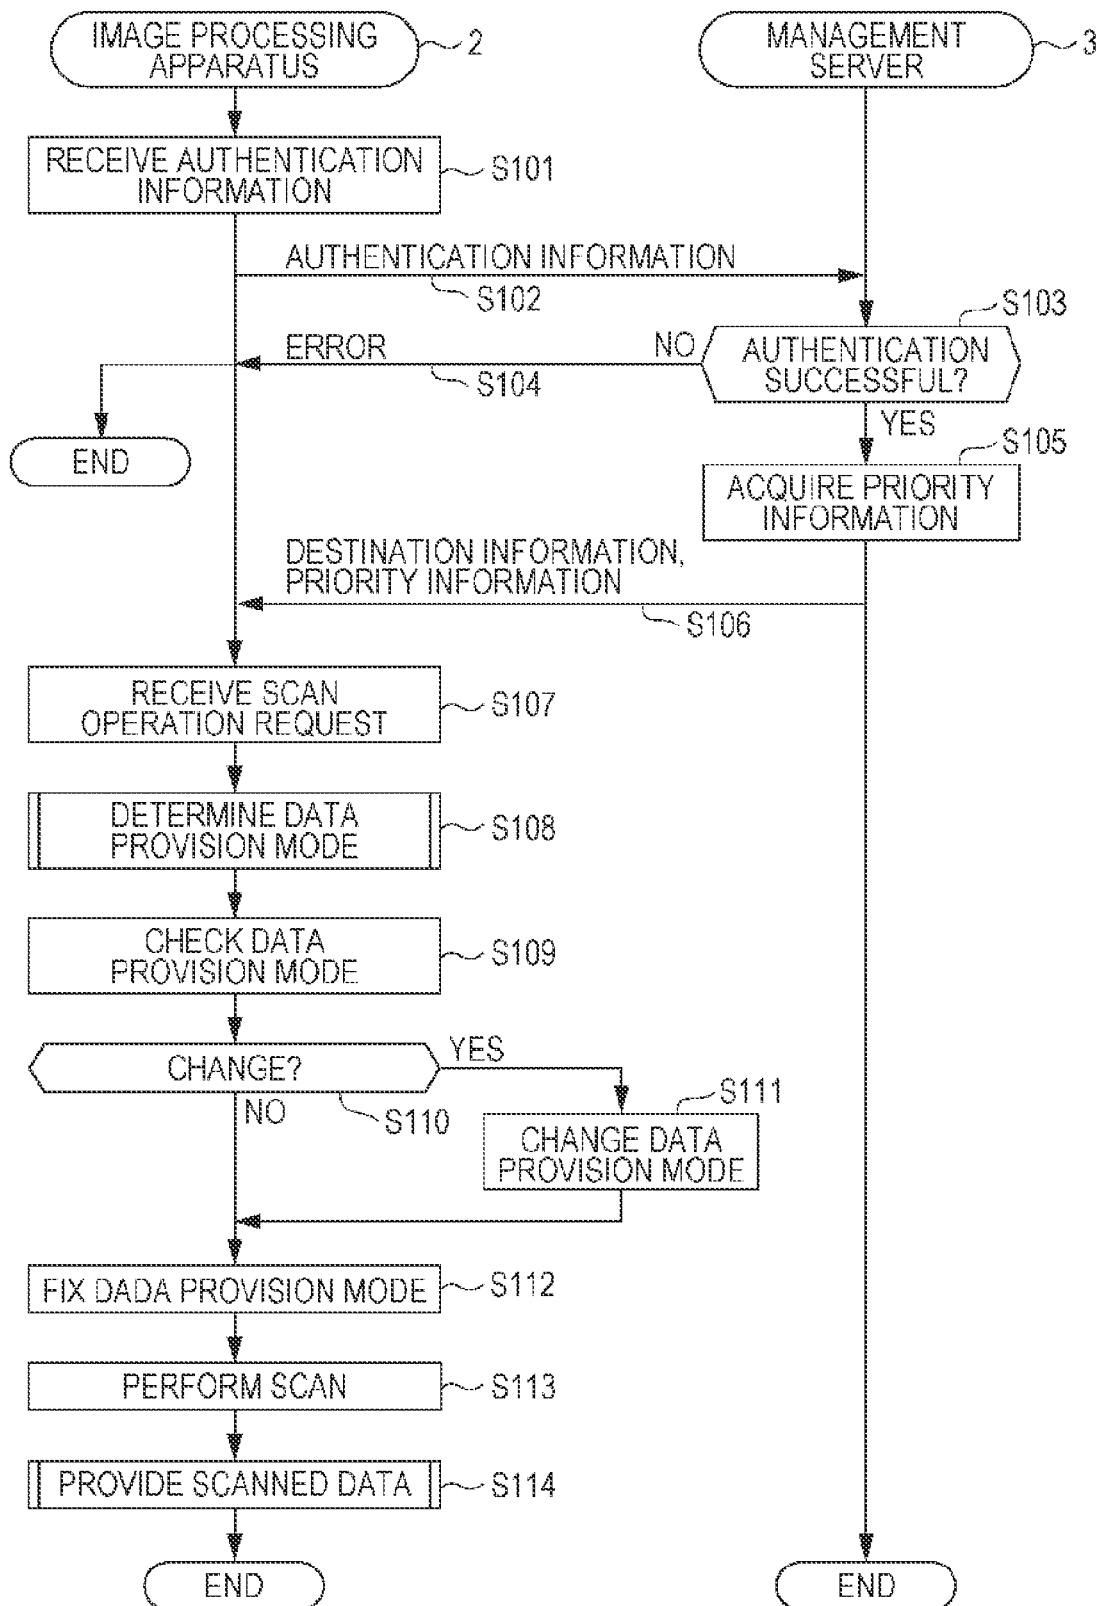 IMAGE PROCESSING
APPARATUS
2
MANAGEMENT
SERVER
3
RECEIVE AUTHENTICATION
INFORMATION
S101
AUTHENTICATION INFORMATION
S102
S103
AUTHENTICATION
SUCCESSFUL?
NO
ERROR
S104
YES
END
S105
ACQUIRE PRIORITY
INFORMATION
DESTINATION INFORMATION,
PRIORITY INFORMATION
S106
RECEIVE SCAN
OPERATION REQUEST
S107
DETERMINE DATA
PROVISION MODE
S108
CHECK DATA
PROVISION MODE
S109
CHANGE?
YES
NO
S110
S111
CHANGE DATA
PROVISION MODE
FIX DADA PROVISION MODE
S112
PERFORM SCAN
S113
PROVIDE SCANNED DATA
S114
END
END